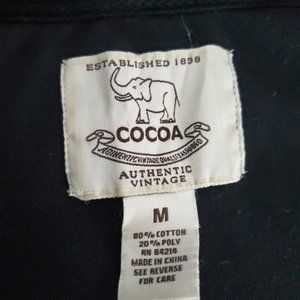 ESTABLISHED 1898
COCOA
AUTHENTIC VINTAGE QUALITY
AUTHENTIC
VINTAGE
M
80% COTTON
20% POLY
RN 84214
MADE IN CHINA
SEE REVERSE
FOR CARE